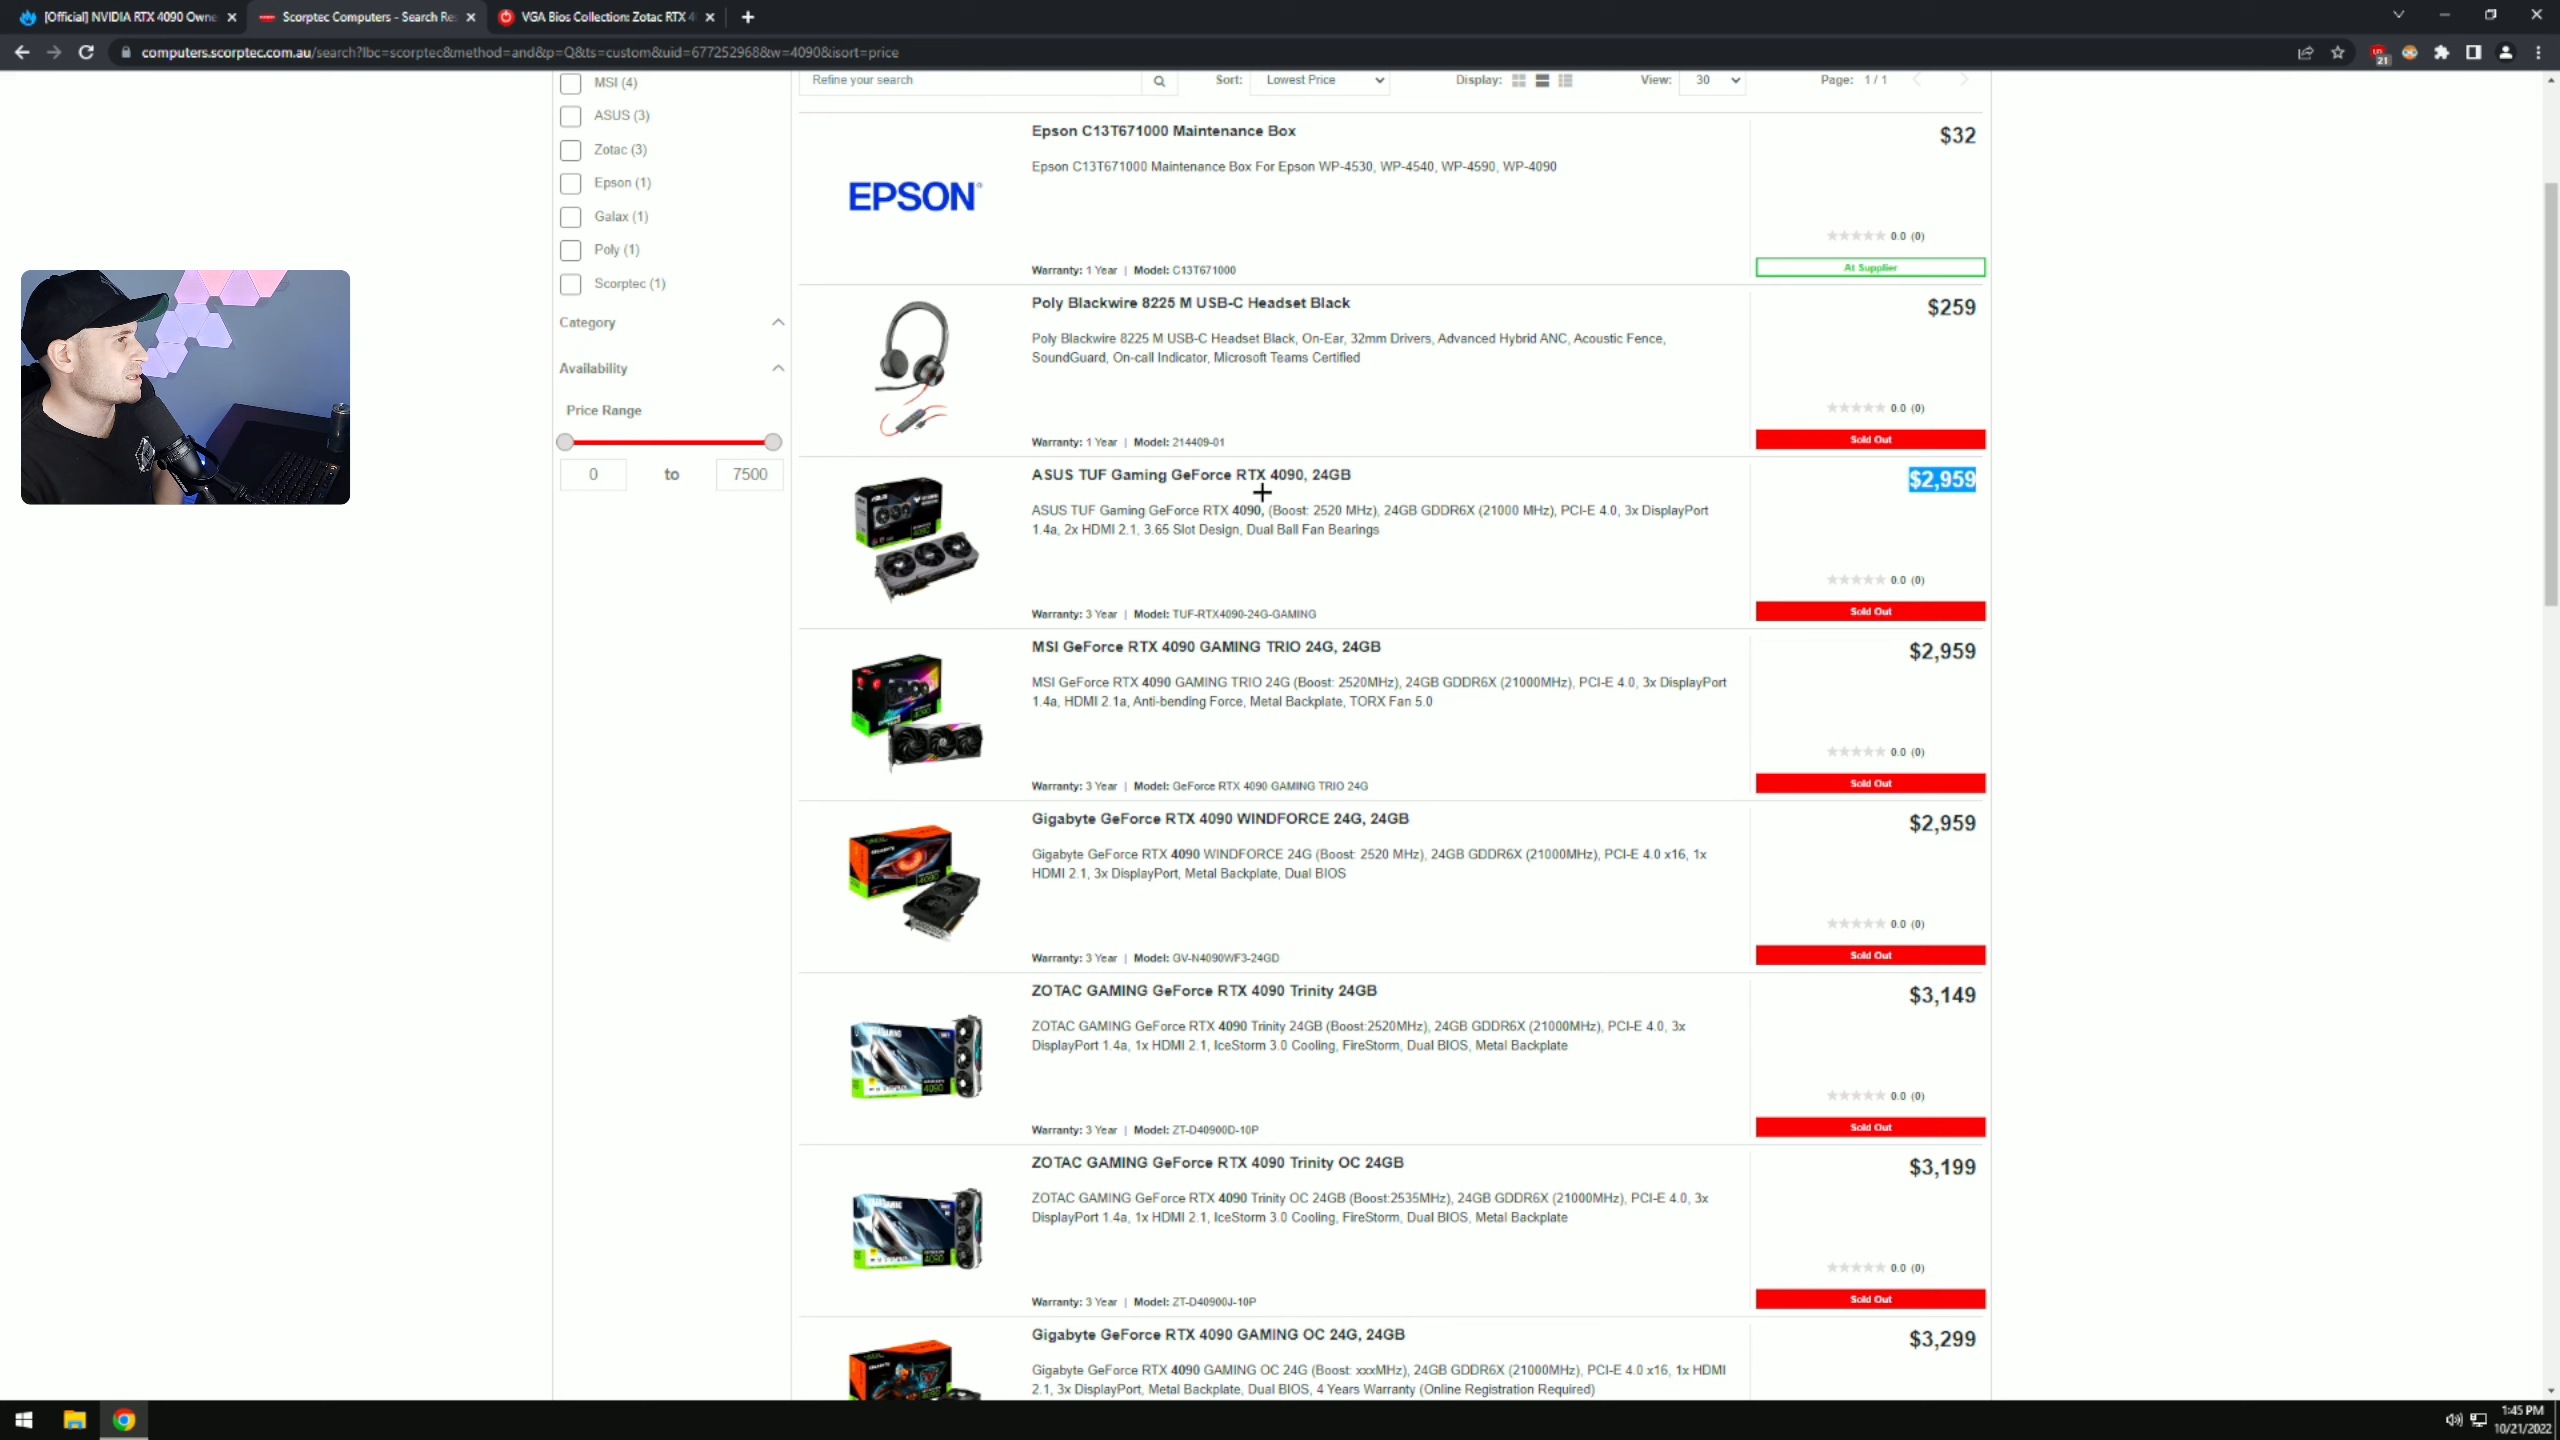 [Official] NVIDIA RTX 4090 Owne
Scorptec Computers - Search Re
VGA Bios Collection: Zotac RTX 4
computers.scorptec.com.au/search?lbc=scorptec&method=and&p=Q&ts=custom&uid=677252968&w=4090&isort=price
21
MSI (4)
ASUS (3)
Zotac (3)
Epson (1)
Galax (1)
Poly (1)
Scorptec (1)
Category
Availability
Price Range
0 to 7500
Refine your search
Sort: Lowest Price
Display:
View: 30
Page: 1 / 1
Epson C13T671000 Maintenance Box
$32
Epson C13T671000 Maintenance Box For Epson WP-4530, WP-4540, WP-4590, WP-4090
EPSON
0.0 (0)
Warranty: 1 Year | Model: C13T671000
At Supplier
Poly Blackwire 8225 M USB-C Headset Black
$259
Poly Blackwire 8225 M USB-C Headset Black, On-Ear, 32mm Drivers, Advanced Hybrid ANC, Acoustic Fence,
SoundGuard, On-call Indicator, Microsoft Teams Certified
0.0 (0)
Warranty: 1 Year | Model: 214409-01
Sold Out
ASUS TUF Gaming GeForce RTX 4090, 24GB
$2,959
ASUS TUF Gaming GeForce RTX 4090, (Boost: 2520 MHz), 24GB GDDR6X (21000 MHz), PCI-E 4.0, 3x DisplayPort
1.4a, 2x HDMI 2.1, 3.65 Slot Design, Dual Ball Fan Bearings
0.0 (0)
Warranty: 3 Year | Model: TUF-RTX4090-24G-GAMING
Sold Out
MSI GeForce RTX 4090 GAMING TRIO 24G, 24GB
$2,959
MSI GeForce RTX 4090 GAMING TRIO 24G (Boost: 2520MHz), 24GB GDDR6X (21000MHz), PCI-E 4.0, 3x DisplayPort
1.4a, HDMI 2.1a, Anti-bending Force, Metal Backplate, TORX Fan 5.0
0.0 (0)
Warranty: 3 Year | Model: GeForce RTX 4090 GAMING TRIO 24G
Sold Out
Gigabyte GeForce RTX 4090 WINDFORCE 24G, 24GB
$2,959
Gigabyte GeForce RTX 4090 WINDFORCE 24G (Boost: 2520 MHz), 24GB GDDR6X (21000MHz), PCI-E 4.0 x16, 1x
HDMI 2.1, 3x DisplayPort, Metal Backplate, Dual BIOS
0.0 (0)
Warranty: 3 Year | Model: GV-N4090WF3-24GD
Sold Out
ZOTAC GAMING GeForce RTX 4090 Trinity 24GB
$3,149
ZOTAC GAMING GeForce RTX 4090 Trinity 24GB (Boost:2520MHz), 24GB GDDR6X (21000MHz), PCI-E 4.0, 3x
DisplayPort 1.4a, 1x HDMI 2.1, IceStorm 3.0 Cooling, FireStorm, Dual BIOS, Metal Backplate
0.0 (0)
Warranty: 3 Year | Model: ZT-D40900D-10P
Sold Out
ZOTAC GAMING GeForce RTX 4090 Trinity OC 24GB
$3,199
ZOTAC GAMING GeForce RTX 4090 Trinity OC 24GB (Boost:2535MHz), 24GB GDDR6X (21000MHz), PCI-E 4.0, 3x
DisplayPort 1.4a, 1x HDMI 2.1, IceStorm 3.0 Cooling, FireStorm, Dual BIOS, Metal Backplate
0.0 (0)
Warranty: 3 Year | Model: ZT-D40900J-10P
Sold Out
Gigabyte GeForce RTX 4090 GAMING OC 24G, 24GB
$3,299
Gigabyte GeForce RTX 4090 GAMING OC 24G (Boost: xxxMHz), 24GB GDDR6X (21000MHz), PCI-E 4.0 x16, 1x HDMI
2.1, 3x DisplayPort, Metal Backplate, Dual BIOS, 4 Years Warranty (Online Registration Required)
1:45 PM
10/21/2022